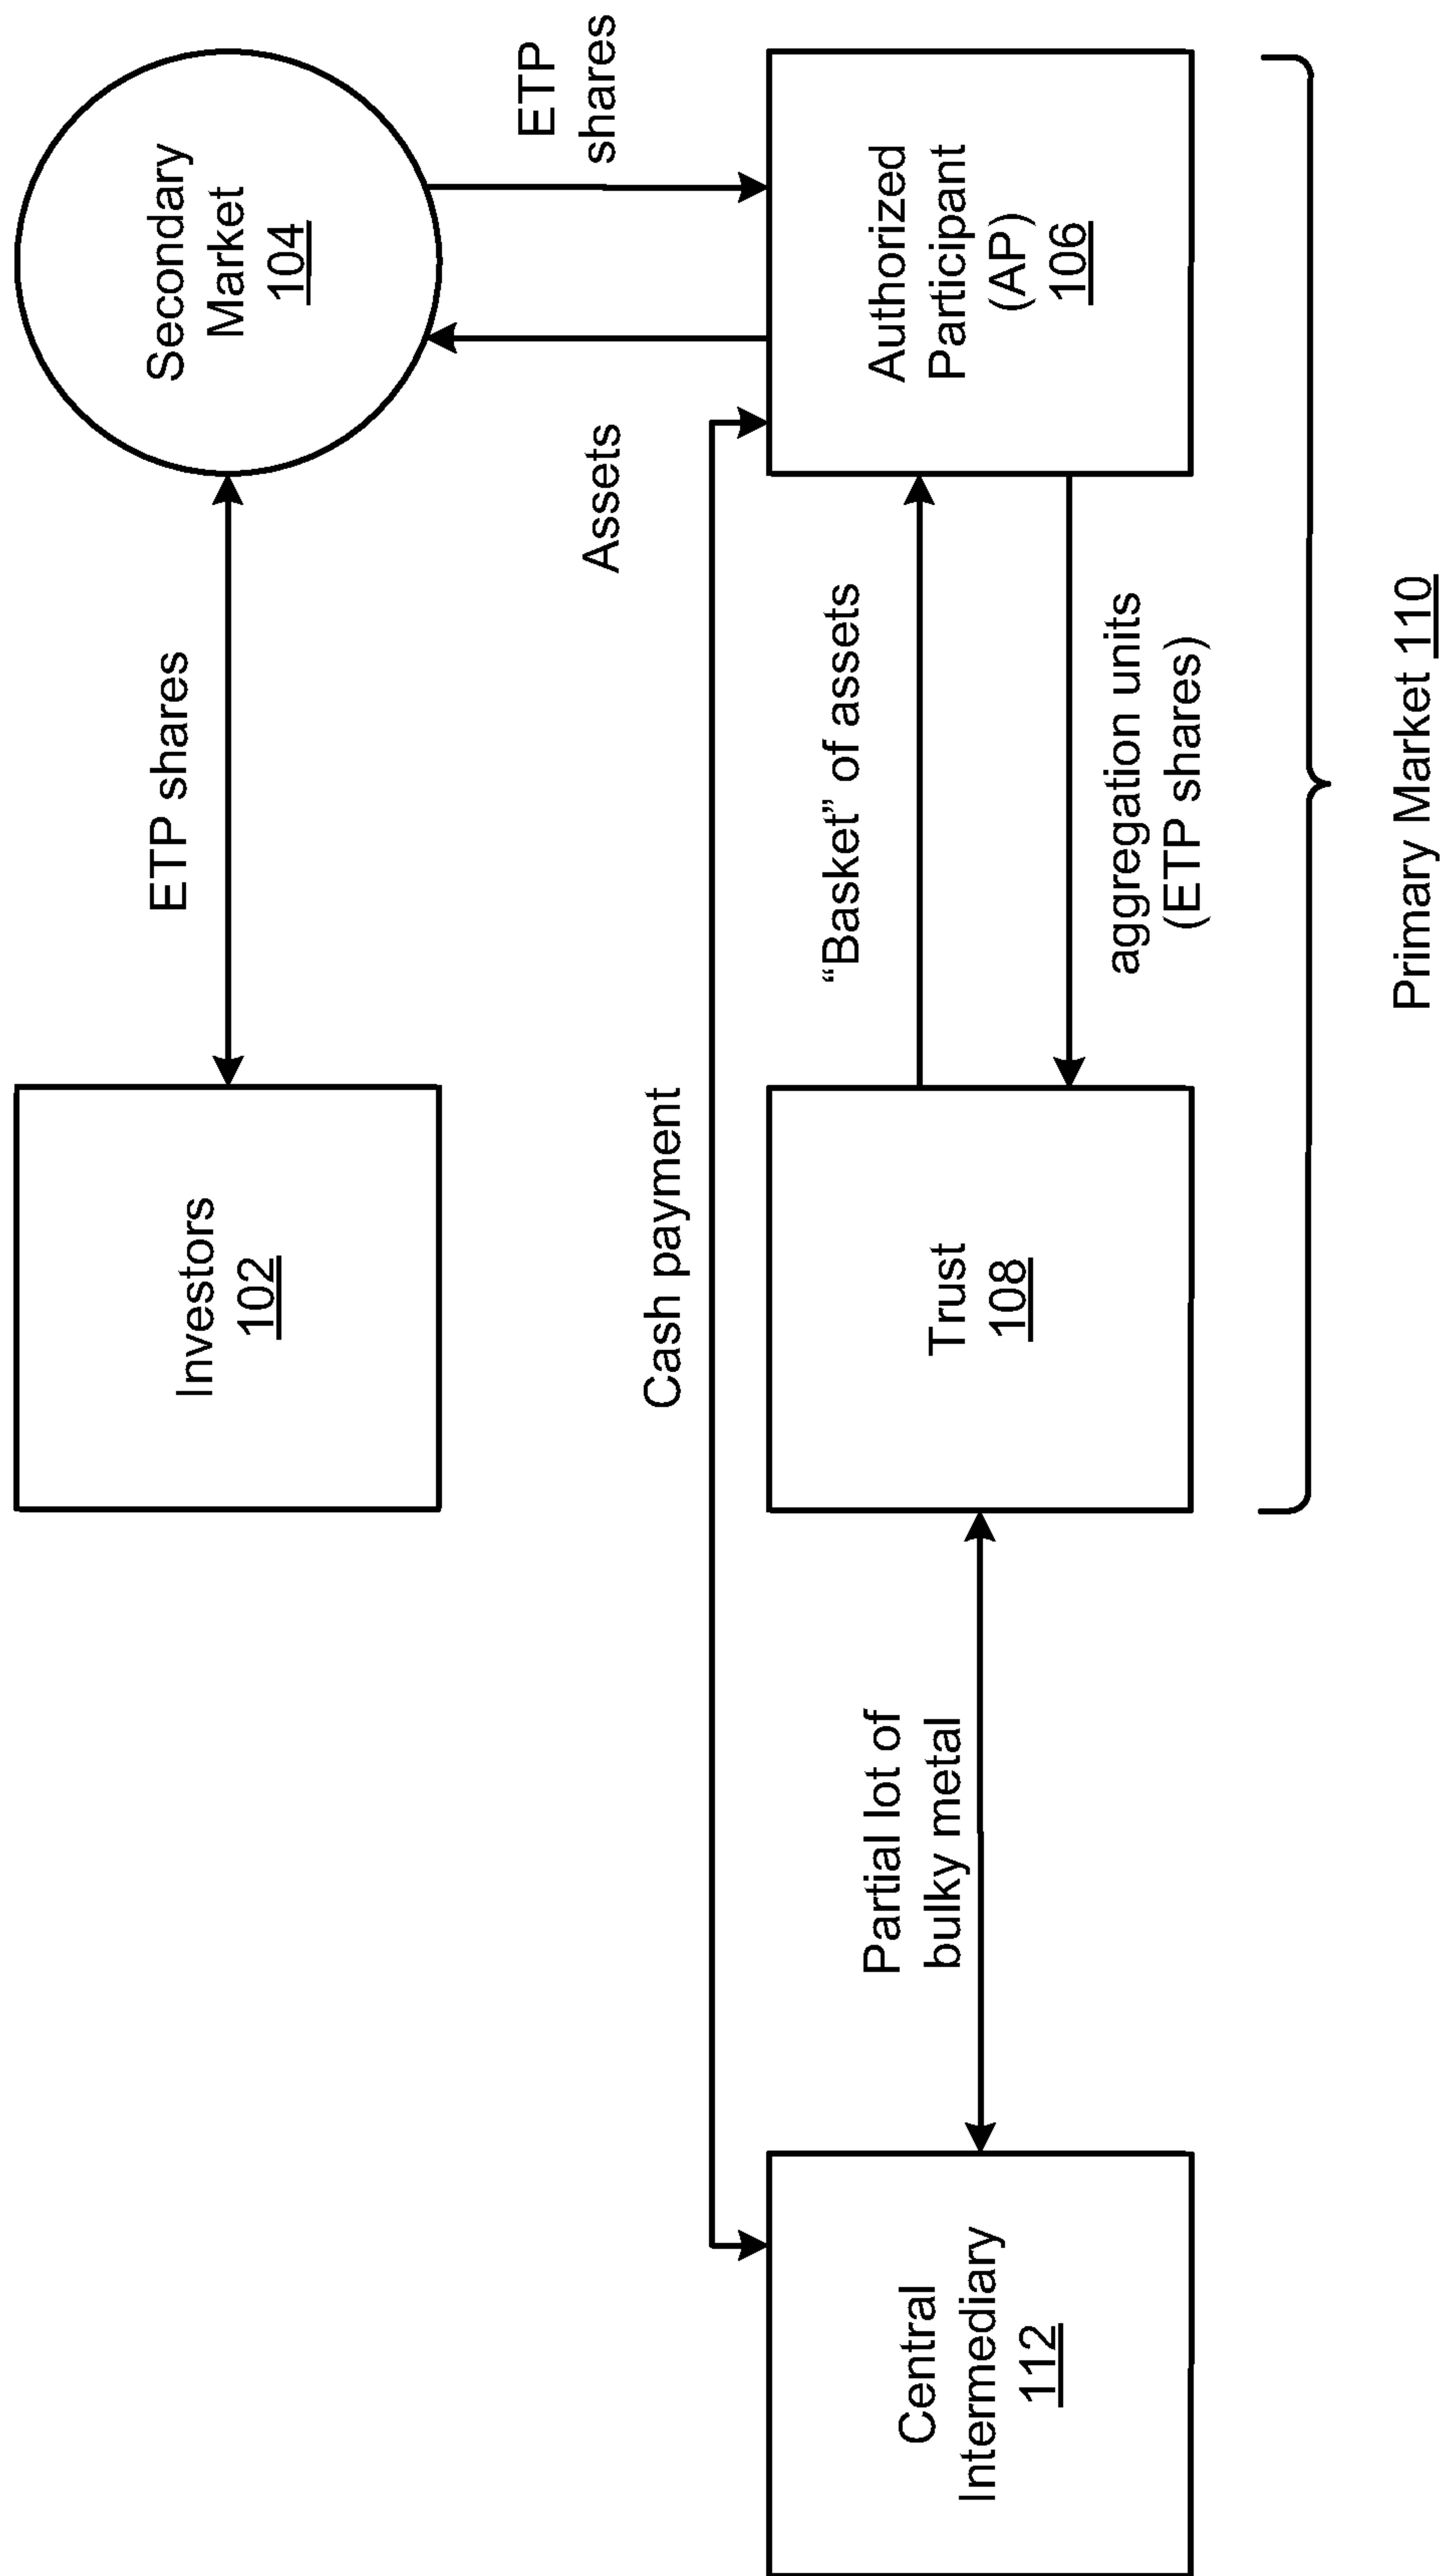 Investors
102
ETP shares
Secondary
Market
104
Cash payment
Assets
ETP
shares
Central
Intermediary
112
Partial lot of
bulky metal
Trust
108
“Basket” of assets
aggregation units
(ETP shares)
Authorized
Participant
(AP)
106
Primary Market 110